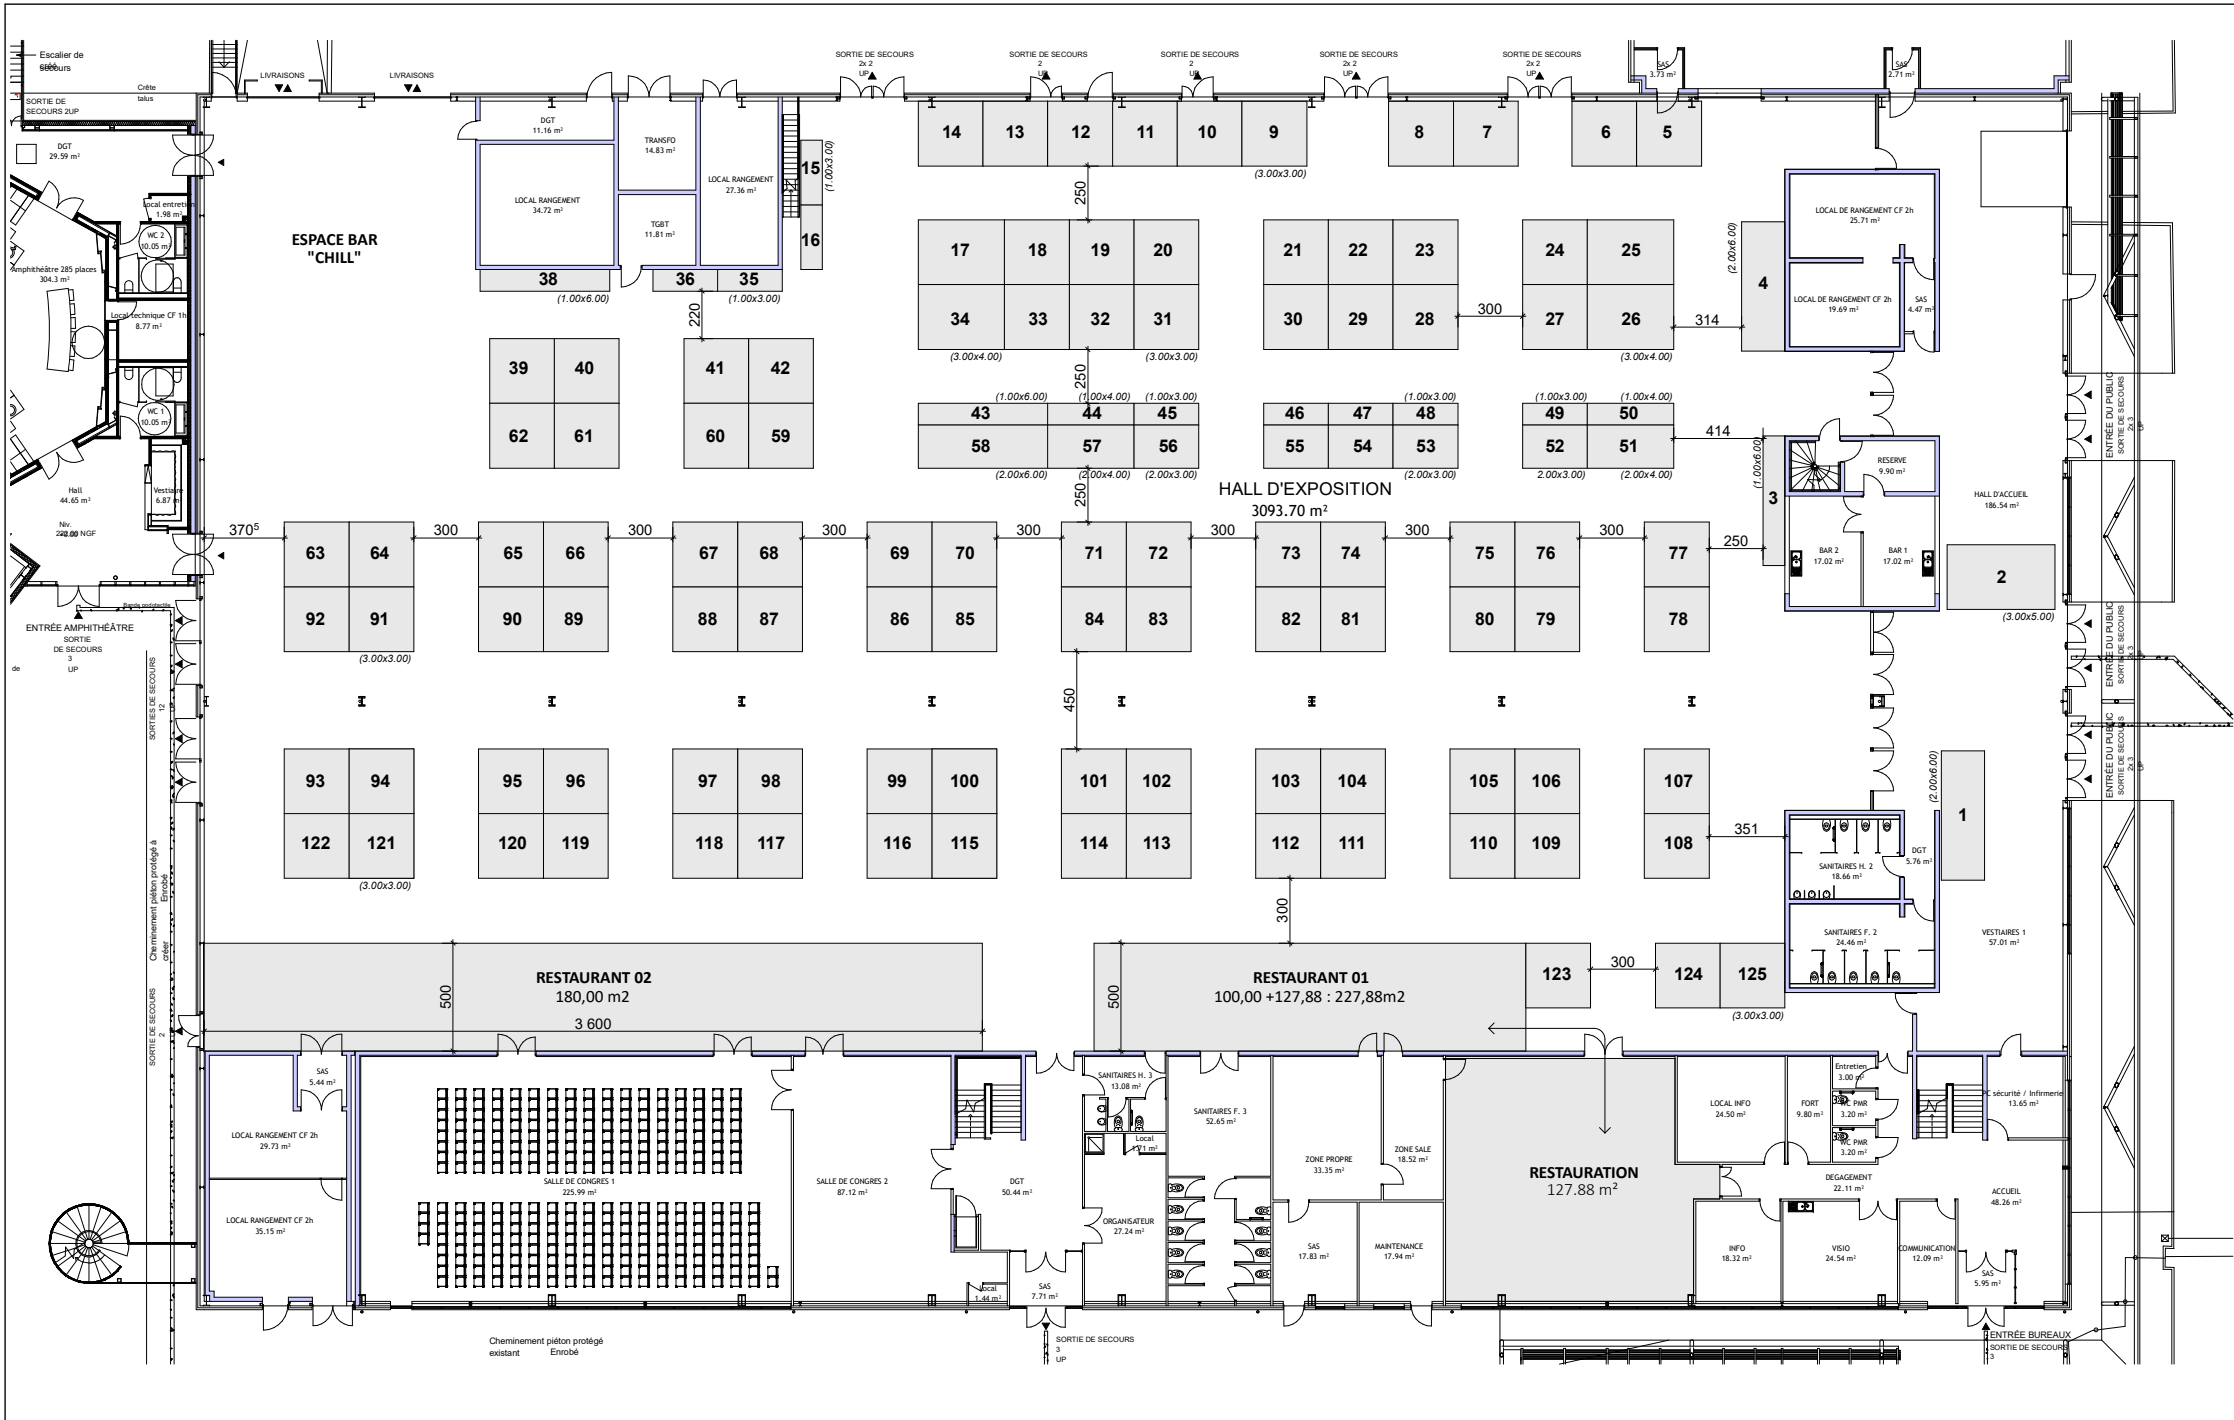 Escalier de
secours
SORTIE DE
SECOURS 2UP
Crête
talus
LIVRAISONS
LIVRAISONS
SORTIE DE SECOURS
2x 2
UP
SORTIE DE SECOURS
2
UP
SORTIE DE SECOURS
2
UP
SORTIE DE SECOURS
2x 2
UP
SORTIE DE SECOURS
2x 2
UP
SAS
3.73 m²
SAS
2.71 m²
DGT
29.59 m²
Local entretien
1.98 m²
WC 2
10.05 m²
Amphithéâtre 285 places
304.3 m²
Local technique CF 1h
8.77 m²
WC 1
10.05 m²
Hall
44.65 m²
Vestiaire
6.87 m²
Niv.
Bande podotactile
ENTRÉE AMPHITHÉÂTRE
SORTIE
DE SECOURS
3
UP
de
ESPACE BAR
"CHILL"
DGT
11.16 m²
TRANSFO
14.83 m²
LOCAL RANGEMENT
34.72 m²
LOCAL RANGEMENT
27.36 m²
TGBT
11.81 m²
15
(1.00x3.00)
16
38
36
35
(1.00x6.00)
(1.00x3.00)
220
14 13 12 11 10 9
8 7
6 5
(3.00x3.00)
250
17 18 19 20
21 22 23
24 25
34 33 32 31
30 29 28
300
27 26
314
(3.00x4.00)
(3.00x3.00)
(3.00x4.00)
(2.00x6.00)
4
LOCAL DE RANGEMENT CF 2h
25.71 m²
LOCAL DE RANGEMENT CF 2h
19.69 m²
SAS
4.47 m²
39 40
41 42
62 61
60 59
250
(1.00x6.00)
(1.00x4.00)
(1.00x3.00)
(1.00x3.00)
(1.00x3.00)
(1.00x4.00)
43 44 45
46 47 48
49 50
58 57 56
55 54 53
52 51
414
(2.00x6.00)
(2.00x4.00)
(2.00x3.00)
(2.00x3.00)
2.00x3.00)
(2.00x4.00)
250
HALL D'EXPOSITION
3093.70 m²
(1.00x6.00)
3
RESERVE
9.90 m²
BAR 2
17.02 m²
BAR 1
17.02 m²
HALL D'ACCUEIL
186.54 m²
2
(3.00x5.00)
ENTRÉE DU PUBLIC
SORTIE DE SECOURS
2x 3
UP
ENTRÉE DU PUBLIC
SORTIE DE SECOURS
2x 3
UP
ENTRÉE DU PUBLIC
SORTIE DE SECOURS
2x 3
UP
370⁵ 300 300 300 300 300 300 300 250
63 64 65 66 67 68 69 70 71 72 73 74 75 76 77
92 91 90 89 88 87 86 85 84 83 82 81 80 79 78
(3.00x3.00)
450
SORTIES DE SECOURS
12
Cheminement piéton protégé à
créer
Enrobé
SORTIE DE SECOURS
2
93 94 95 96 97 98 99 100 101 102 103 104 105 106 107
122 121 120 119 118 117 116 115 114 113 112 111 110 109 108
351
(3.00x3.00)
(2.00x6.00)
1
SANITAIRES H. 2
18.66 m²
DGT
5.76 m²
SANITAIRES F. 2
24.46 m²
VESTIAIRES 1
57.01 m²
300
RESTAURANT 02
180,00 m2
500
3 600
500
RESTAURANT 01
100,00 +127,88 : 227,88m2
123
300
124 125
(3.00x3.00)
SAS
5.44 m²
LOCAL RANGEMENT CF 2h
29.73 m²
LOCAL RANGEMENT CF 2h
35.15 m²
SALLE DE CONGRES 1
225.99 m²
SALLE DE CONGRES 2
87.12 m²
DGT
50.44 m²
Local
1.44 m²
SAS
7.71 m²
SANITAIRES H. 3
13.08 m²
Local
1.71 m²
ORGANISATEUR
27.24 m²
SANITAIRES F. 3
52.65 m²
ZONE PROPRE
33.35 m²
ZONE SALE
18.52 m²
SAS
17.83 m²
MAINTENANCE
17.94 m²
RESTAURATION
127.88 m²
LOCAL INFO
24.50 m²
FORT
9.80 m²
Entretien
3.00 m²
WC PMR
3.20 m²
WC PMR
3.20 m²
PC sécurité / Infirmerie
13.65 m²
DEGAGEMENT
22.11 m²
ACCUEIL
48.26 m²
INFO
18.32 m²
VISIO
24.54 m²
COMMUNICATION
12.09 m²
SAS
5.95 m²
Cheminement piéton protégé
existant
Enrobé
SORTIE DE SECOURS
3
UP
ENTRÉE BUREAUX
SORTIE DE SECOURS
3